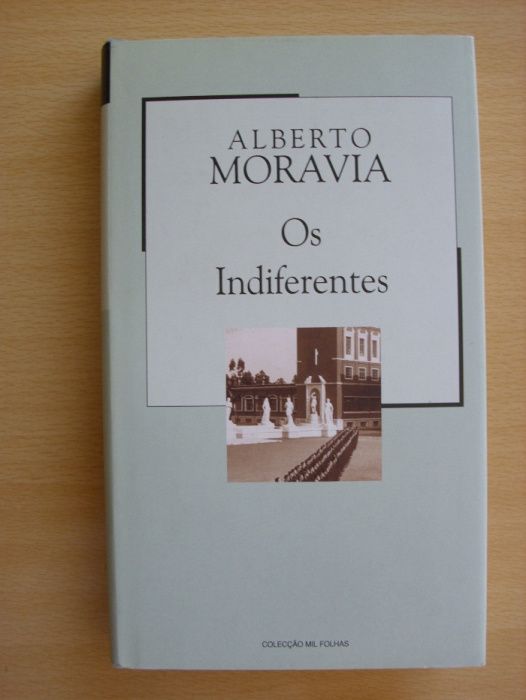 ALBERTO
MORAVIA
Os
Indiferentes
COLECÇÃO MIL FOLHAS